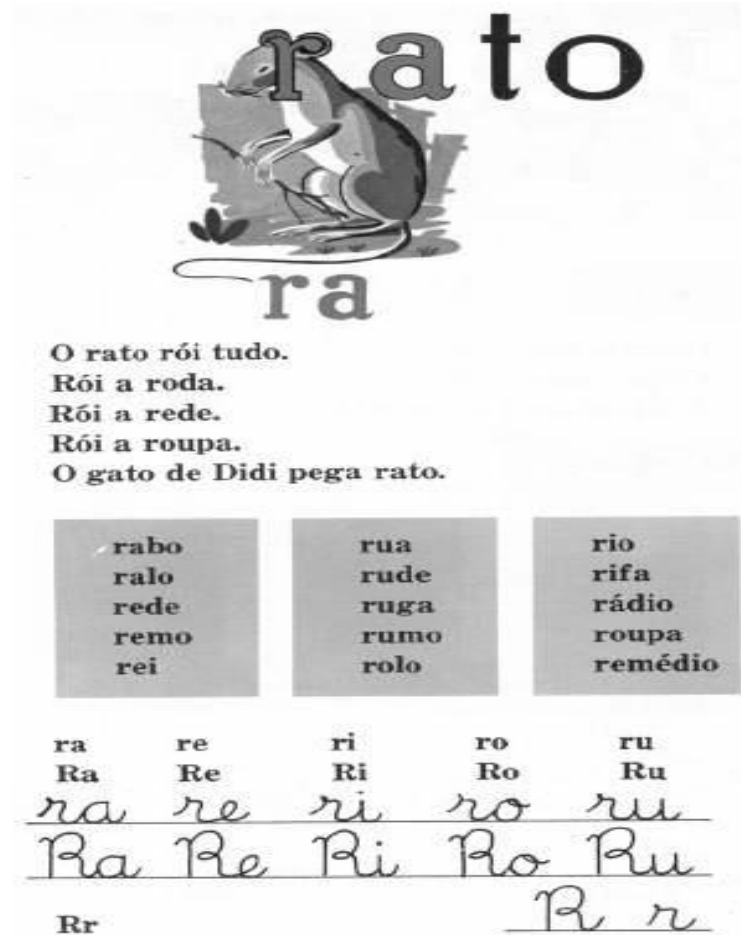 rato
ra
O rato rói tudo.
Rói a roda.
Rói a rede.
Rói a roupa.
O gato de Didi pega rato.
rabo
ralo
rede
remo
rei
rua
rude
ruga
rumo
rolo
rio
rifa
rádio
roupa
remédio
ra re ri ro ru
Ra Re Ri Ro Ru
ra re ri ro ru
Ra Re Ri Ro Ru
Rr R r